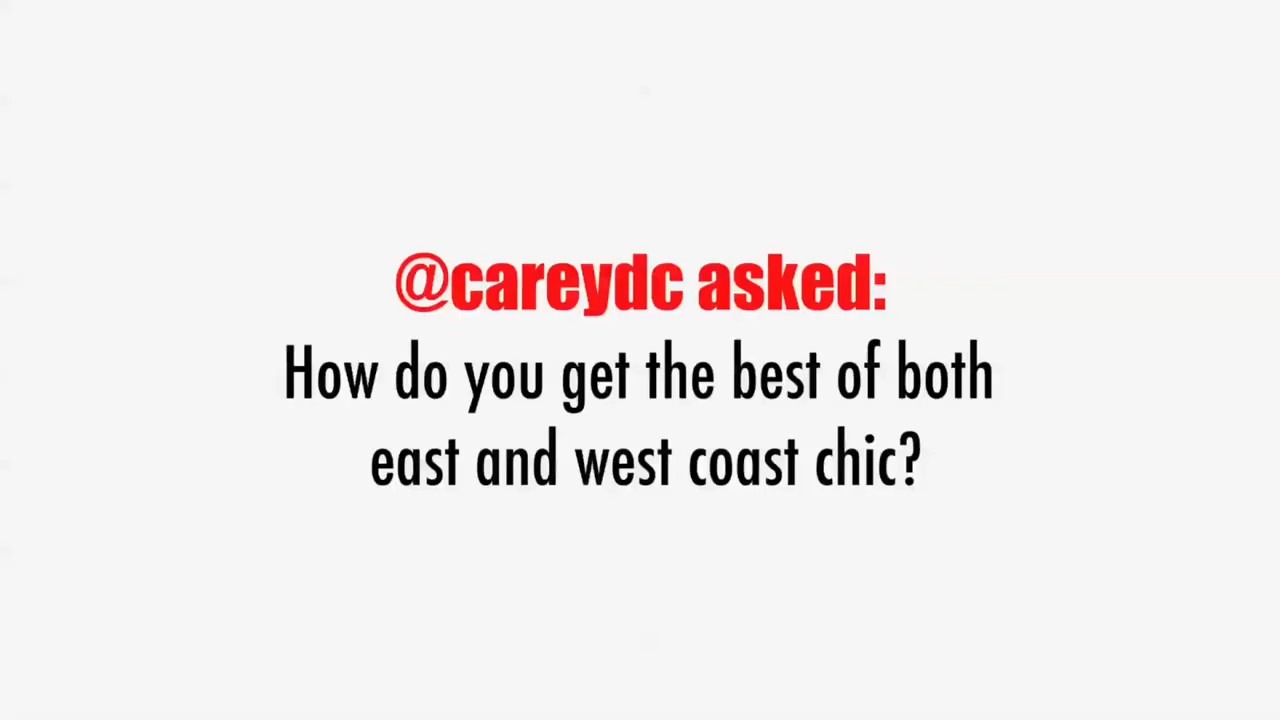 @careydc asked:
How do you get the best of both
east and west coast chic?